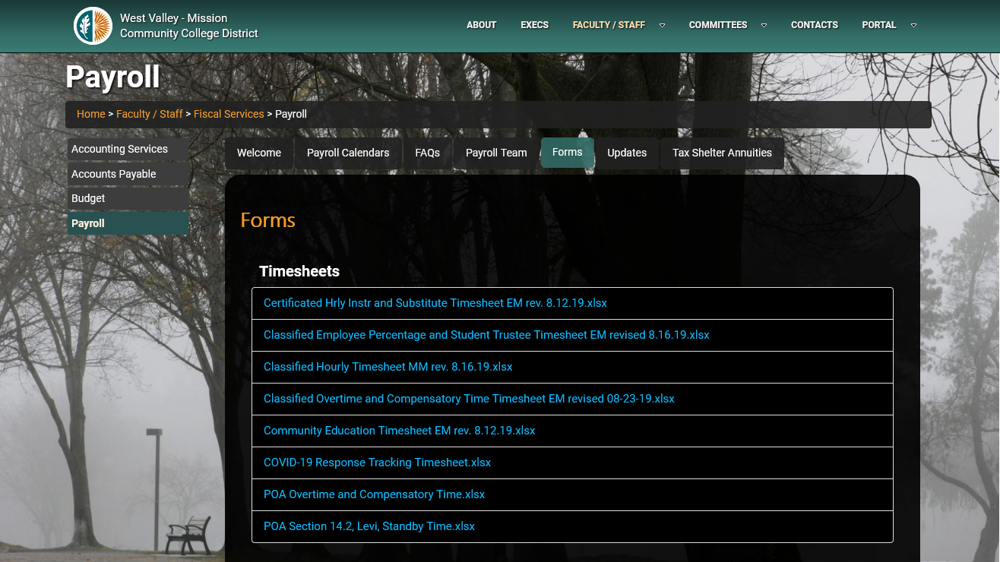 West Valley - Mission
Community College District
ABOUT
EXECS
FACULTY / STAFF
COMMITTEES
CONTACTS
PORTAL
Payroll
Home > Faculty / Staff > Fiscal Services > Payroll
Accounting Services
Accounts Payable
Budget
Payroll
Welcome
Payroll Calendars
FAQs
Payroll Team
Forms
Updates
Tax Shelter Annuities
Forms
Timesheets
Certificated Hrly Instr and Substitute Timesheet EM rev. 8.12.19.xlsx
Classified Employee Percentage and Student Trustee Timesheet EM revised 8.16.19.xlsx
Classified Hourly Timesheet MM rev. 8.16.19.xlsx
Classified Overtime and Compensatory Time Timesheet EM revised 08-23-19.xlsx
Community Education Timesheet EM rev. 8.12.19.xlsx
COVID-19 Response Tracking Timesheet.xlsx
POA Overtime and Compensatory Time.xlsx
POA Section 14.2, Levi, Standby Time.xlsx